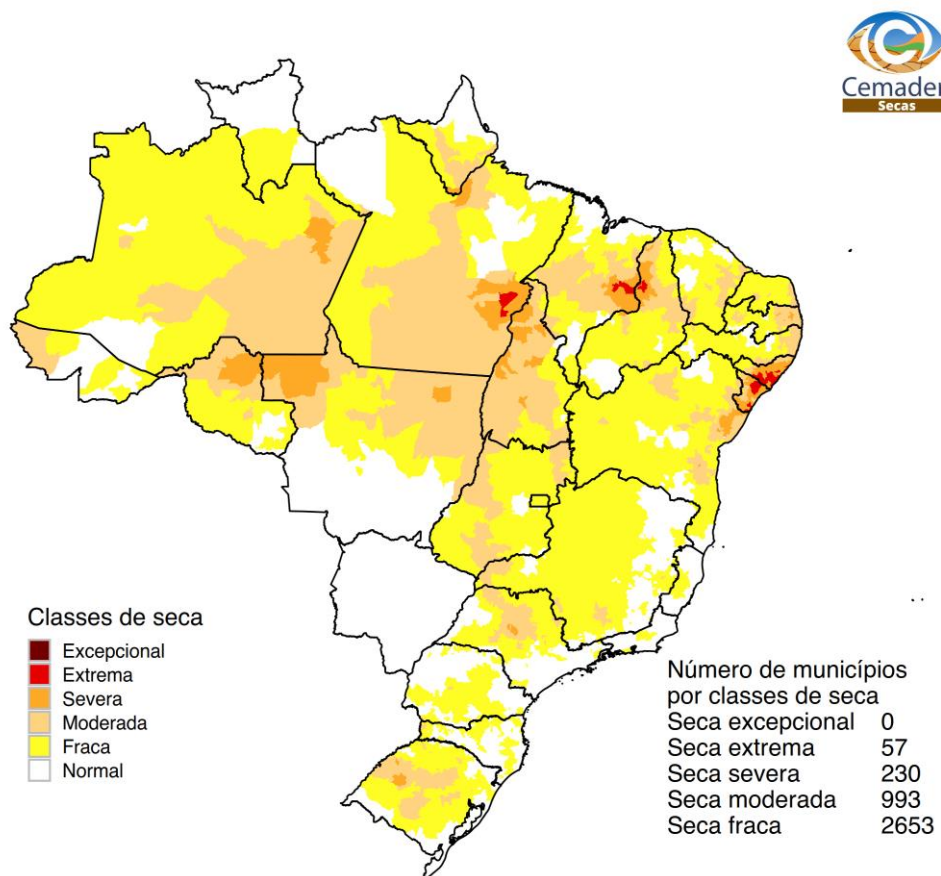 Cemaden
Secas
Classes de seca
Excepcional
Extrema
Severa
Moderada
Fraca
Normal
Número de municípios
por classes de seca
Seca excepcional 0
Seca extrema 57
Seca severa 230
Seca moderada 993
Seca fraca 2653